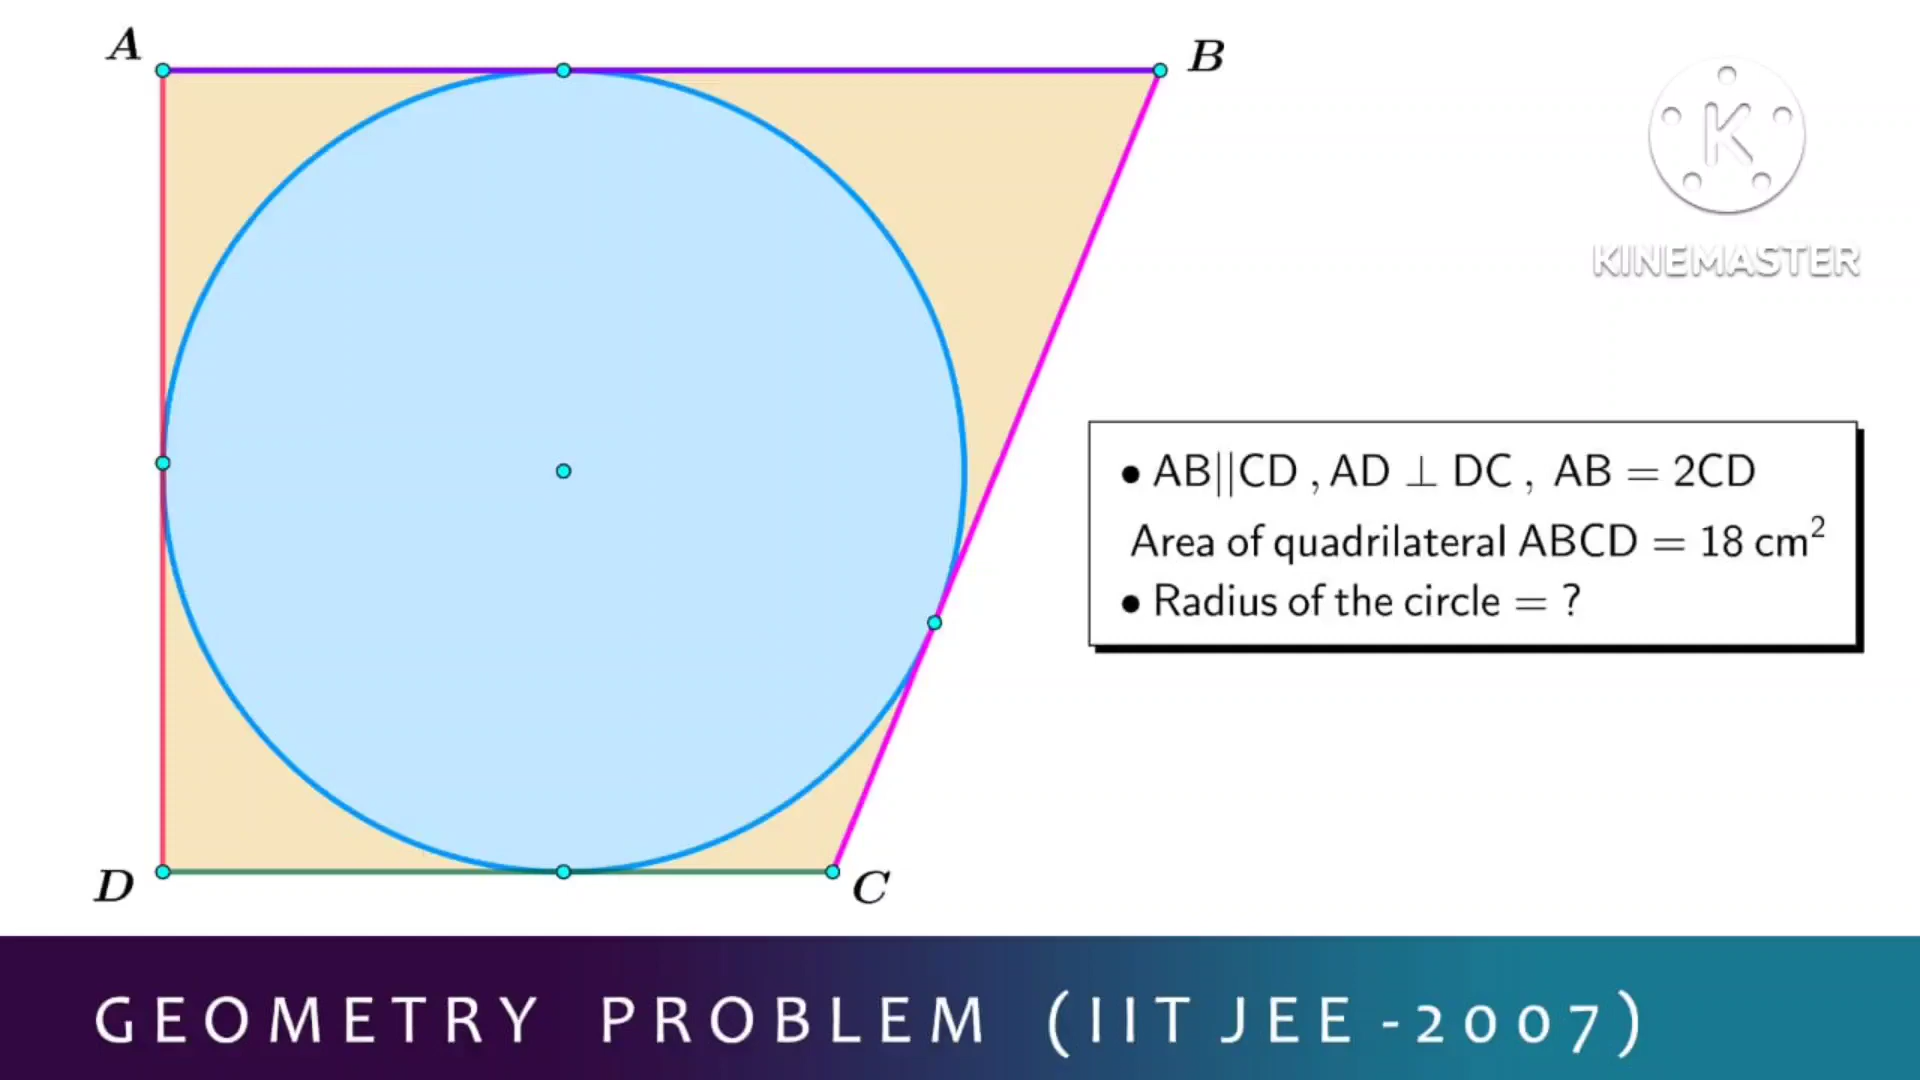 A
B
K
KINEMASTER
• AB||CD , AD ⊥ DC , AB = 2CD
Area of quadrilateral ABCD = 18 cm²
• Radius of the circle = ?
D
C
GEOMETRY PROBLEM (IIT JEE -2007)